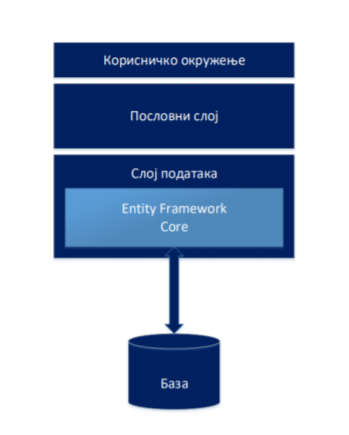 Корисничко окружење
Пословни слој
Слој података
Entity Framework
Core
База